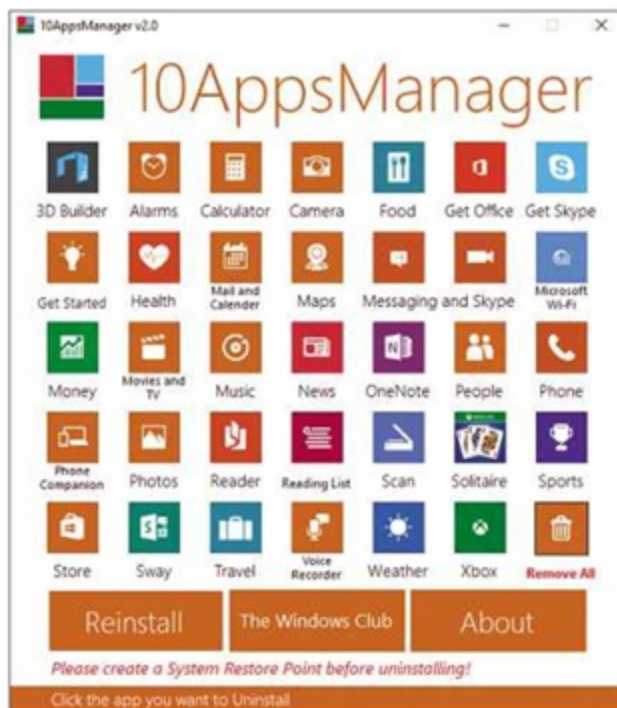 10AppsManager v2.0
10AppsManager
3D Builder Alarms Calculator Camera Food Get Office Get Skype
Get Started Health Mail and Calender Maps Messaging and Skype Microsoft Wi-Fi
Money Movies and TV Music News OneNote People Phone
Phone Companion Photos Reader Reading List Scan Solitaire Sports
Store Sway Travel Voice Recorder Weather Xbox Remove All
Reinstall The Windows Club About
Please create a System Restore Point before uninstalling!
Click the app you want to Uninstall